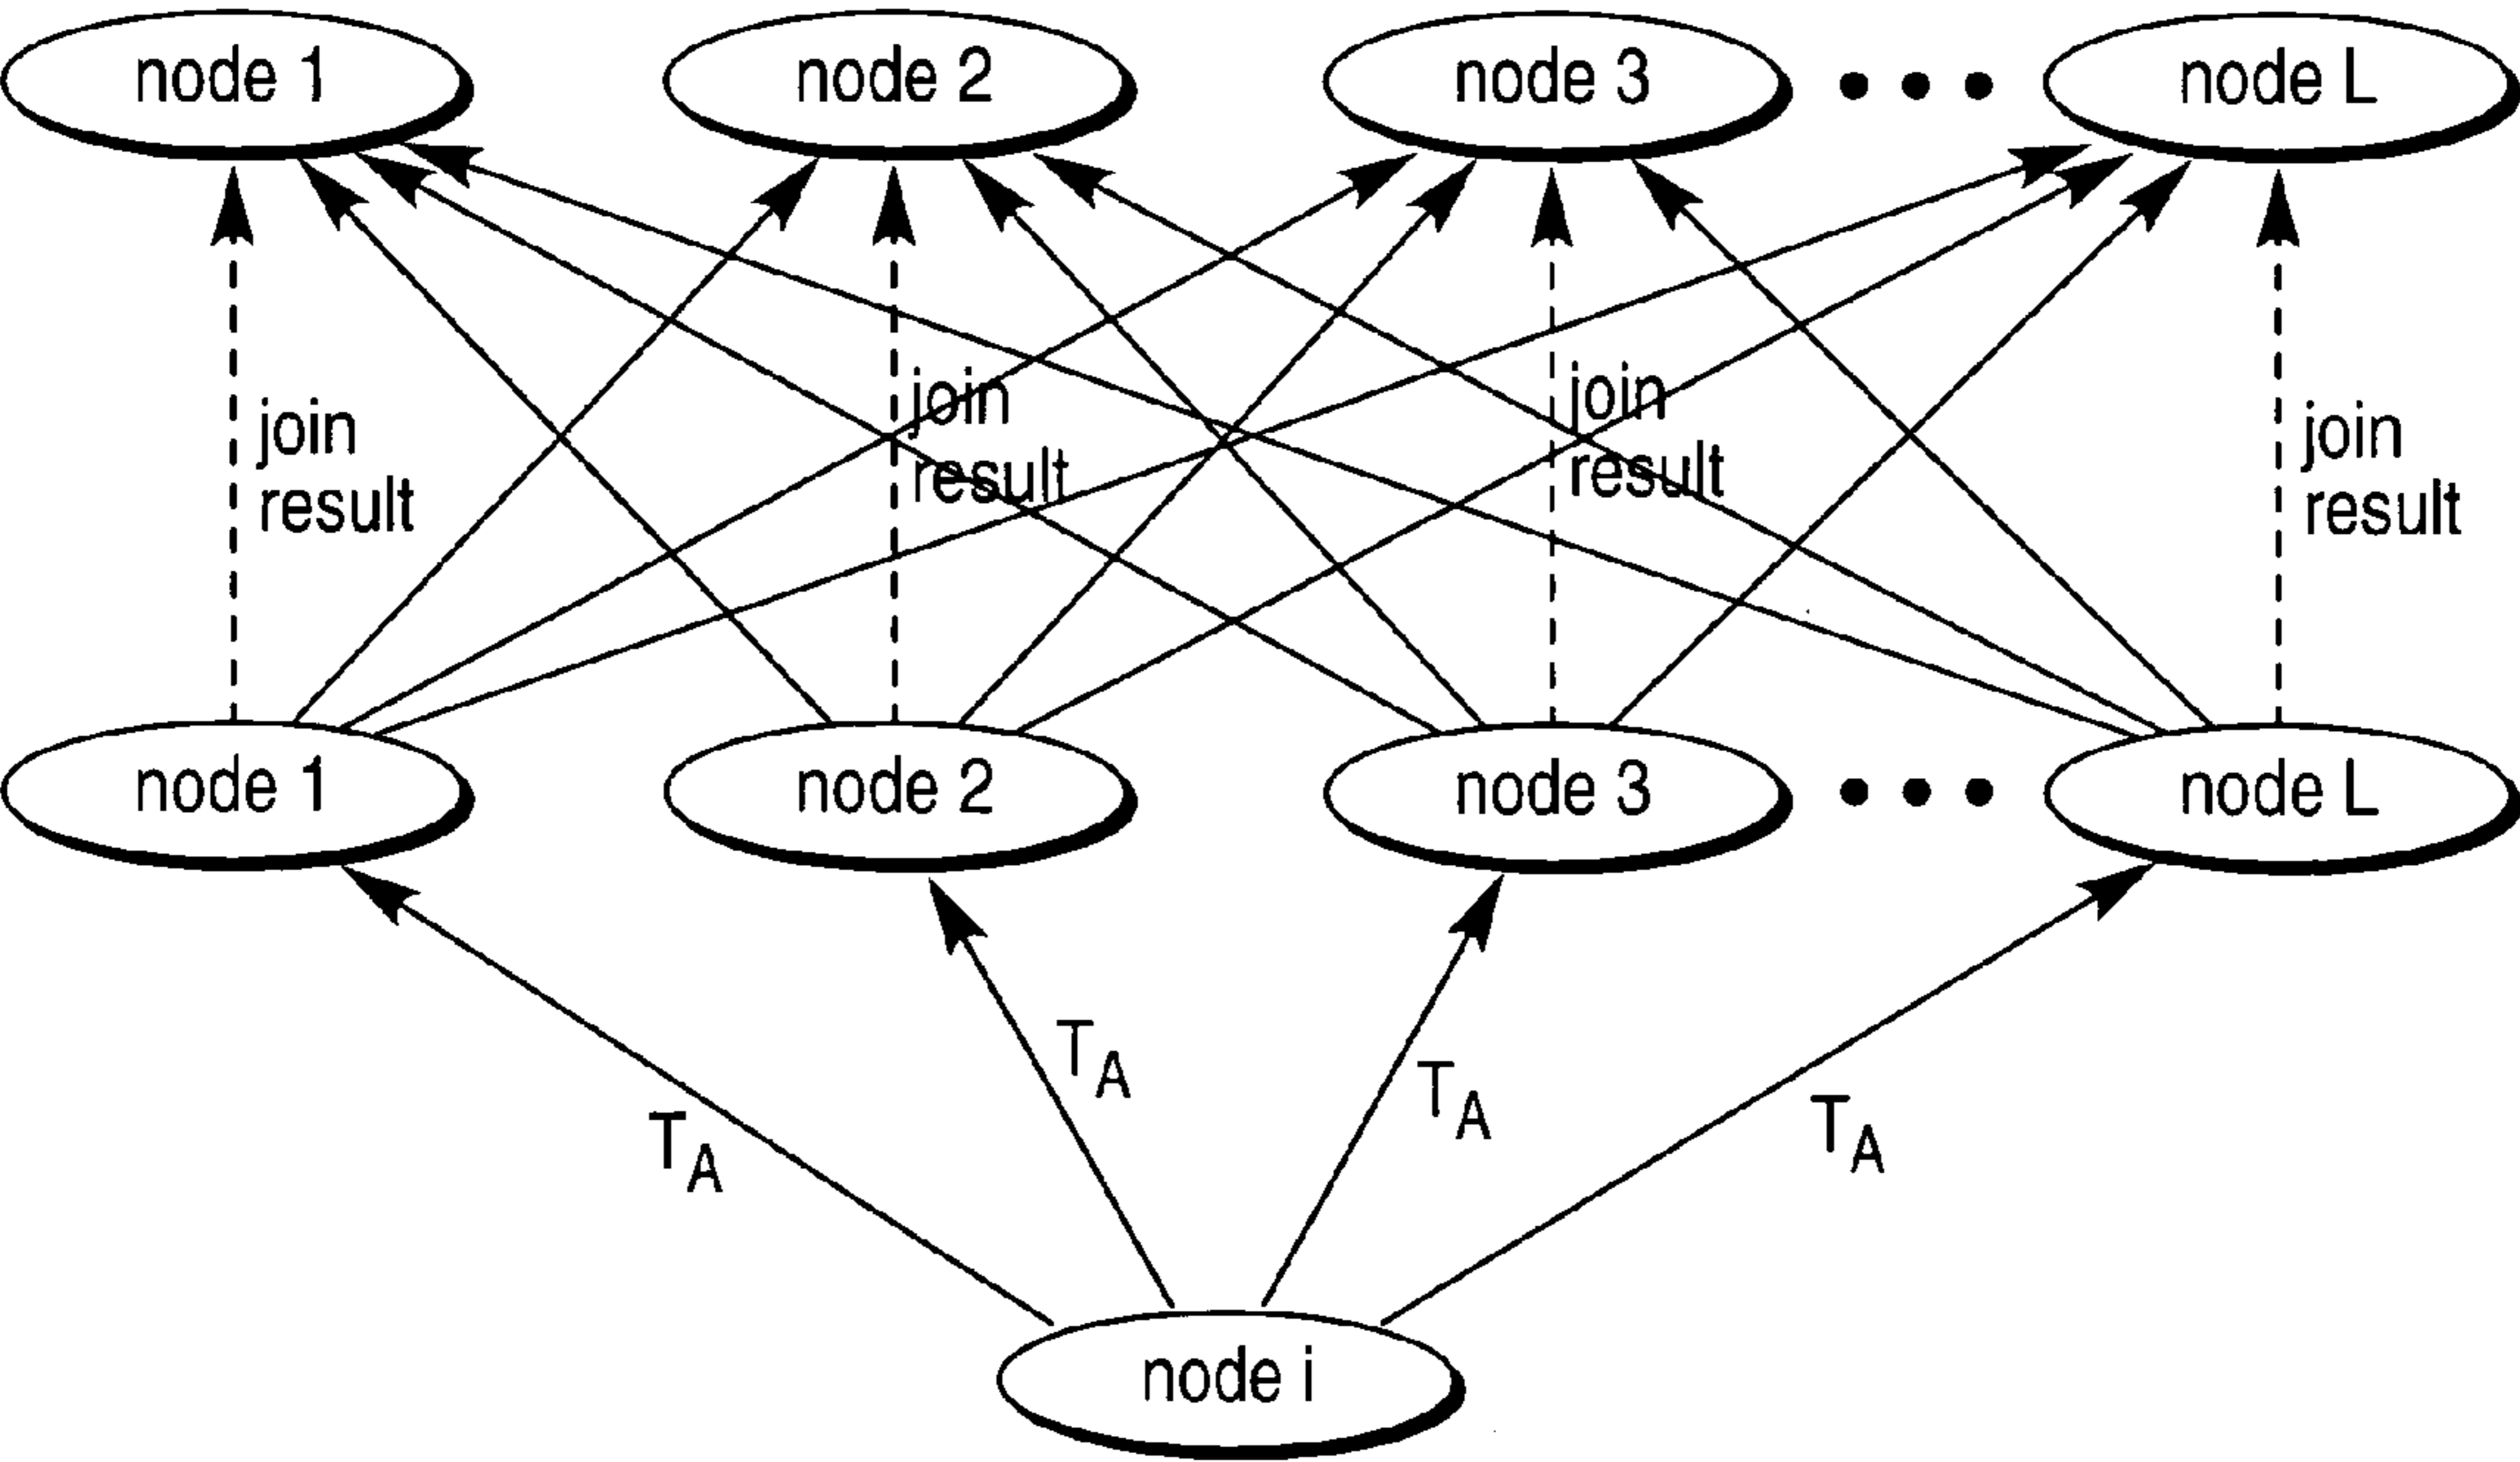 node 1
node 2
node 3
node L
join
result
join
result
join
result
join
result
node 1
node 2
node 3
node L
TA
TA
TA
TA
node i